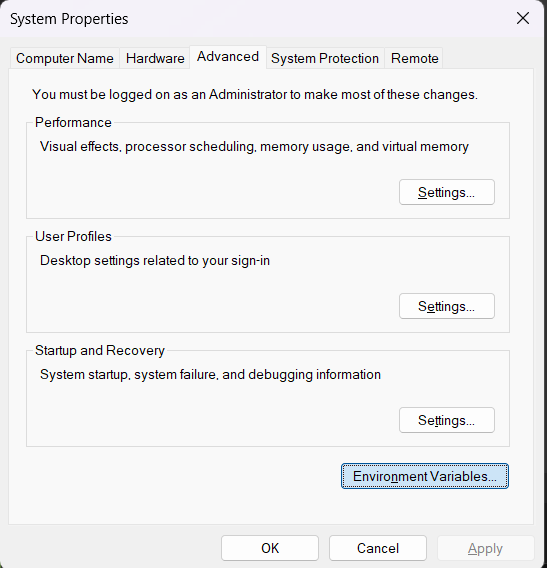 System Properties
Computer Name Hardware Advanced System Protection Remote
You must be logged on as an Administrator to make most of these changes.
Performance
Visual effects, processor scheduling, memory usage, and virtual memory
Settings...
User Profiles
Desktop settings related to your sign-in
Settings...
Startup and Recovery
System startup, system failure, and debugging information
Settings...
Environment Variables...
OK Cancel Apply